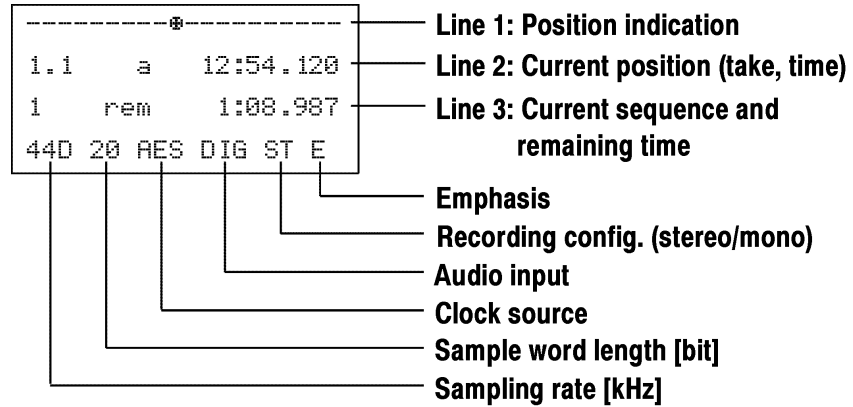 ---------------⊕---------------- Line 1: Position indication
1.1 a 12:54.120 Line 2: Current position (take, time)
1 rem 1:08.987 Line 3: Current sequence and
remaining time
44D 20 AES DIG ST E
Emphasis
Recording config. (stereo/mono)
Audio input
Clock source
Sample word length [bit]
Sampling rate [kHz]